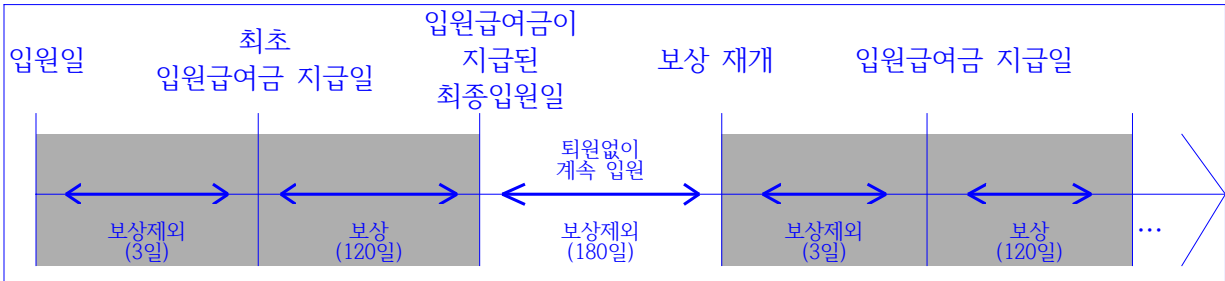 입원일
최초
입원급여금 지급일
입원급여금이
지급된
최종입원일
보상 재개
입원급여금 지급일
퇴원없이
계속 입원
보상제외
(3일)
보상
(120일)
보상제외
(180일)
보상제외
(3일)
보상
(120일)
…